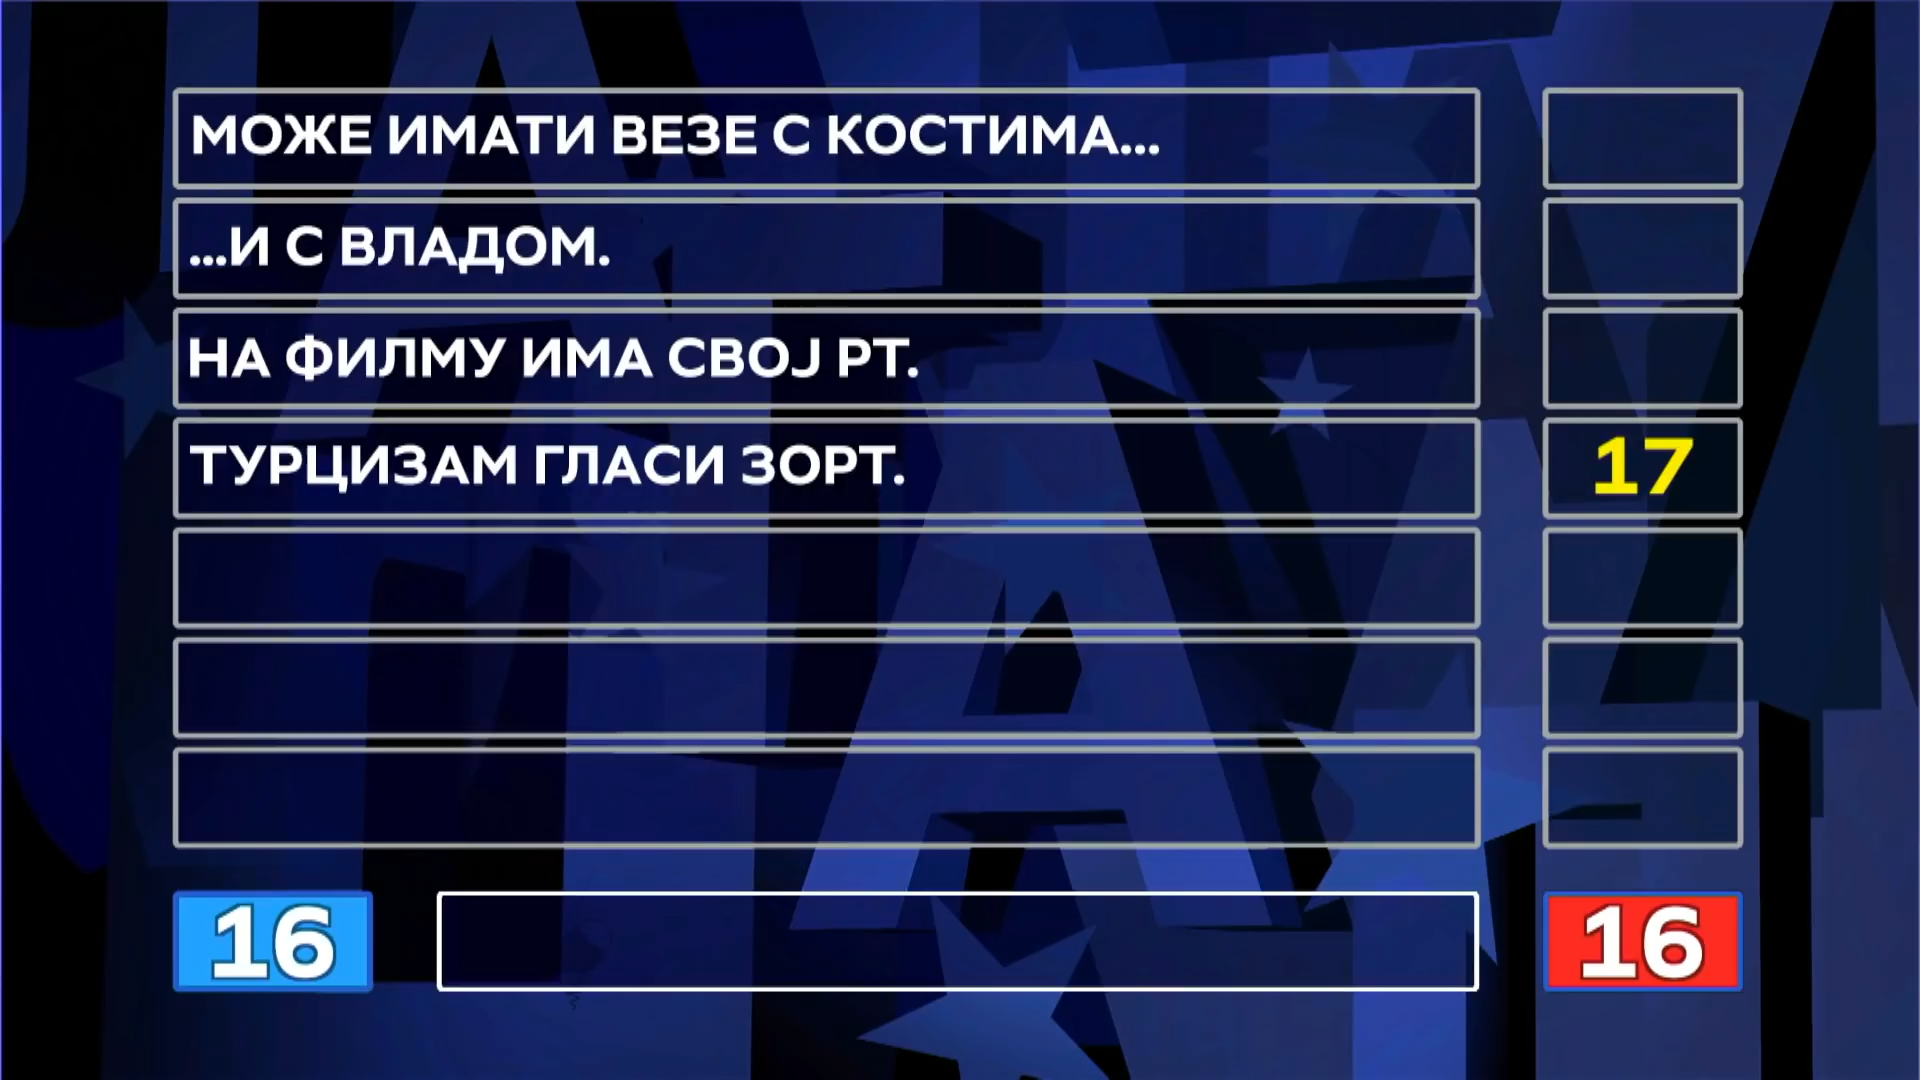 МОЖЕ ИМАТИ ВЕЗЕ С КОСТИМА...
...И С ВЛАДОМ.
НА ФИЛМУ ИМА СВОЈ РТ.
ТУРЦИЗАМ ГЛАСИ ЗОРТ.
17
16
16